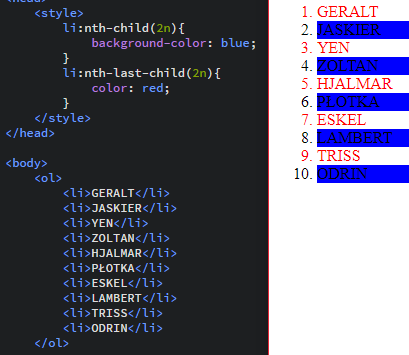 <head>
<style>
li:nth-child(2n){
background-color: blue;
}
li:nth-last-child(2n){
color: red;
}
</style>
</head>
<body>
<ol>
<li>GERALT</li>
<li>JASKIER</li>
<li>YEN</li>
<li>ZOLTAN</li>
<li>HJALMAR</li>
<li>PŁOTKA</li>
<li>ESKEL</li>
<li>LAMBERT</li>
<li>TRISS</li>
<li>ODRIN</li>
</ol>
1. GERALT
2. JASKIER
3. YEN
4. ZOLTAN
5. HJALMAR
6. PŁOTKA
7. ESKEL
8. LAMBERT
9. TRISS
10. ODRIN